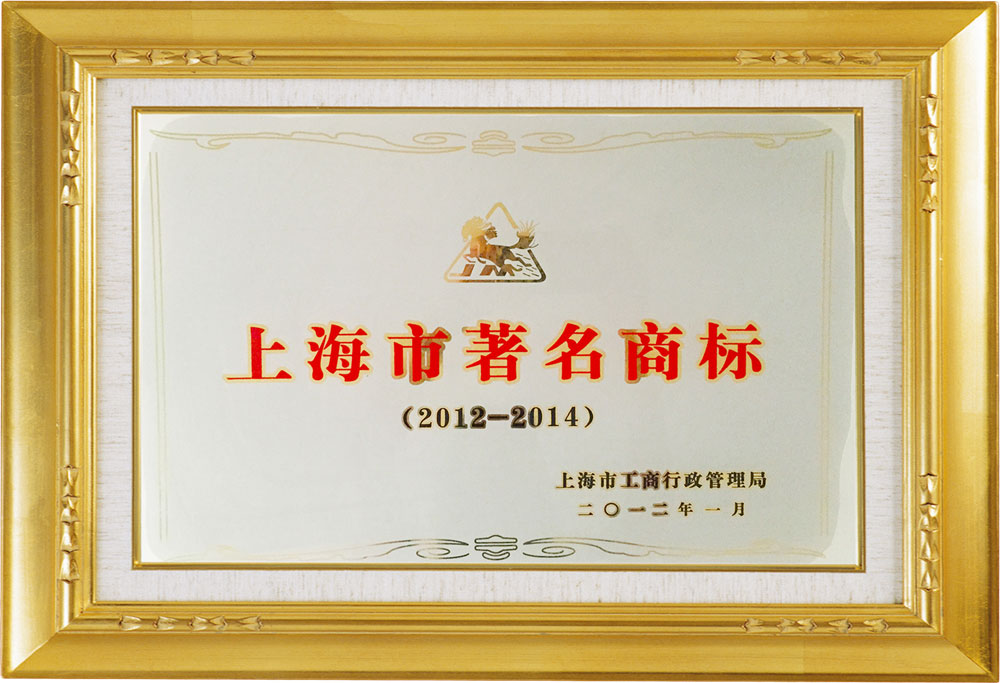 上海市著名商标
(2012—2014)
上海市工商行政管理局
二〇一二年一月